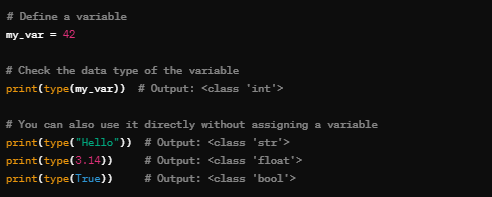 # Define a variable
my_var = 42
# Check the data type of the variable
print(type(my_var))  # Output: <class 'int'>
# You can also use it directly without assigning a variable
print(type("Hello"))  # Output: <class 'str'>
print(type(3.14))     # Output: <class 'float'>
print(type(True))     # Output: <class 'bool'>